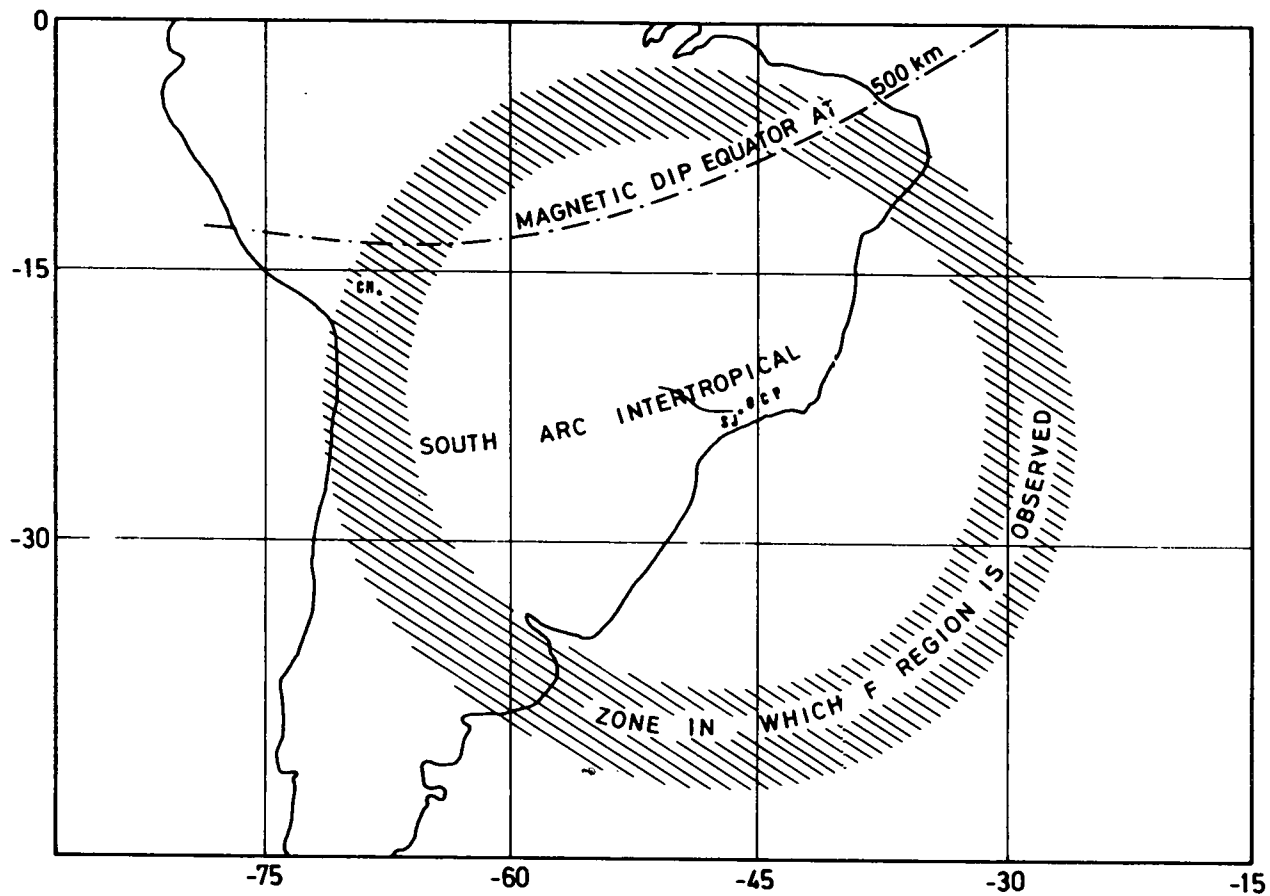 0
MAGNETIC DIP EQUATOR AT 500 km
-15
CH.
SOUTH ARC INTERTROPICAL
-30
ZONE IN WHICH F REGION IS OBSERVED
-75
-60
-45
-30
-15